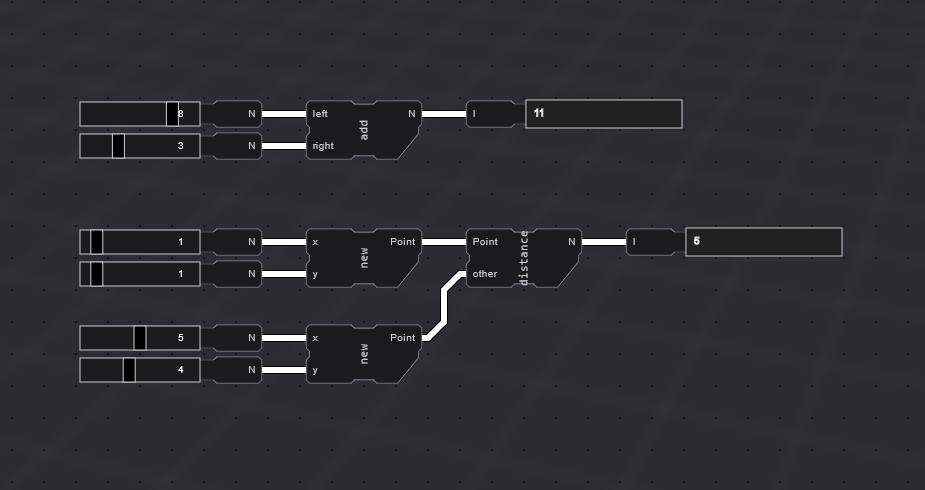 8 N left add N I 11
3 N right
1 N x new Point Point distance N I 5
1 N y other
5 N x new Point
4 N y